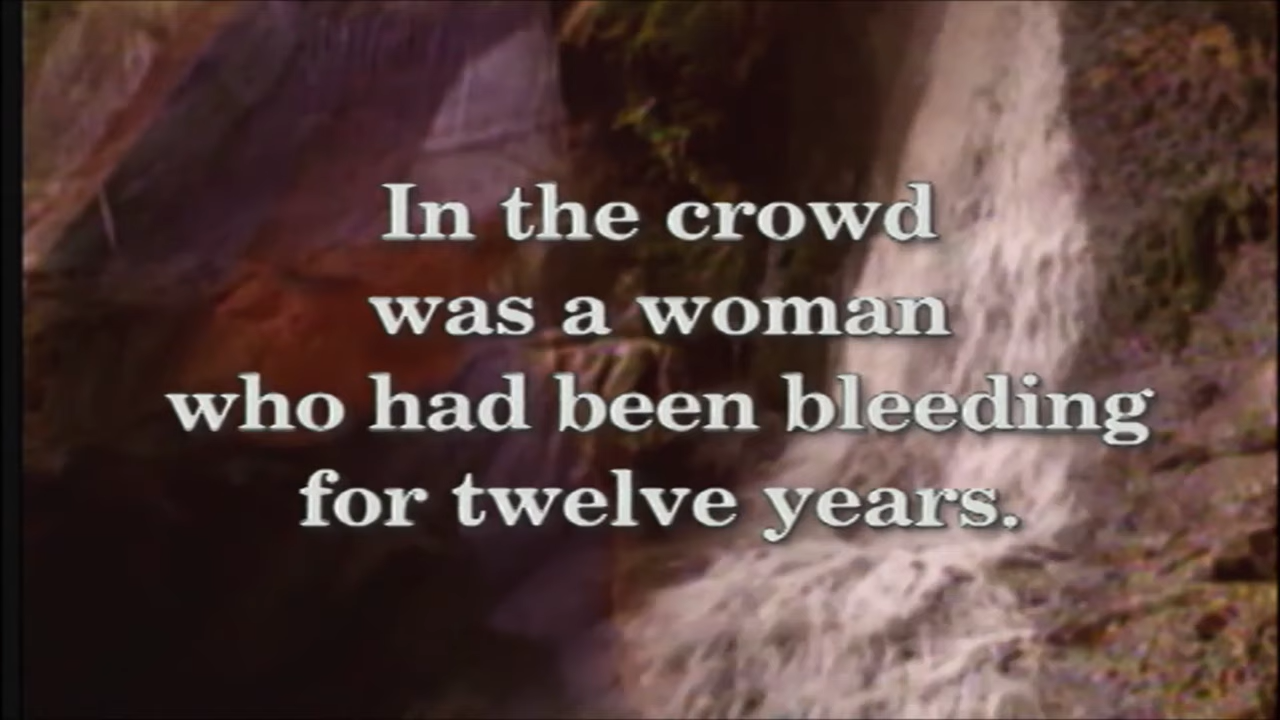 In the crowd
was a woman
who had been bleeding
for twelve years.